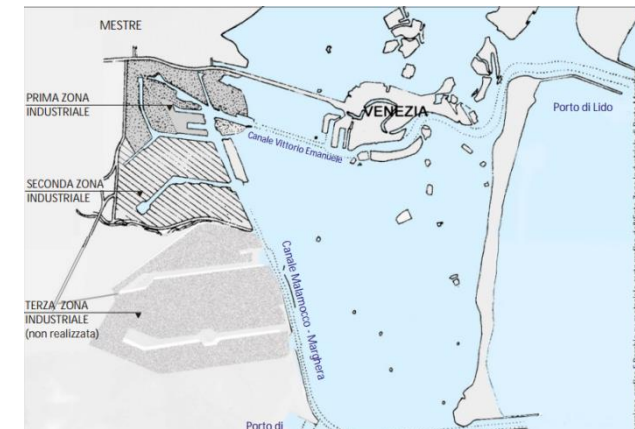 MESTRE
PRIMA ZONA
INDUSTRIALE
VENEZIA
Porto di Lido
Canale Vittorio Emanuele
SECONDA ZONA
INDUSTRIALE
Canale Malamocco - Marghera
TERZA ZONA
INDUSTRIALE
(non realizzata)
Porto di